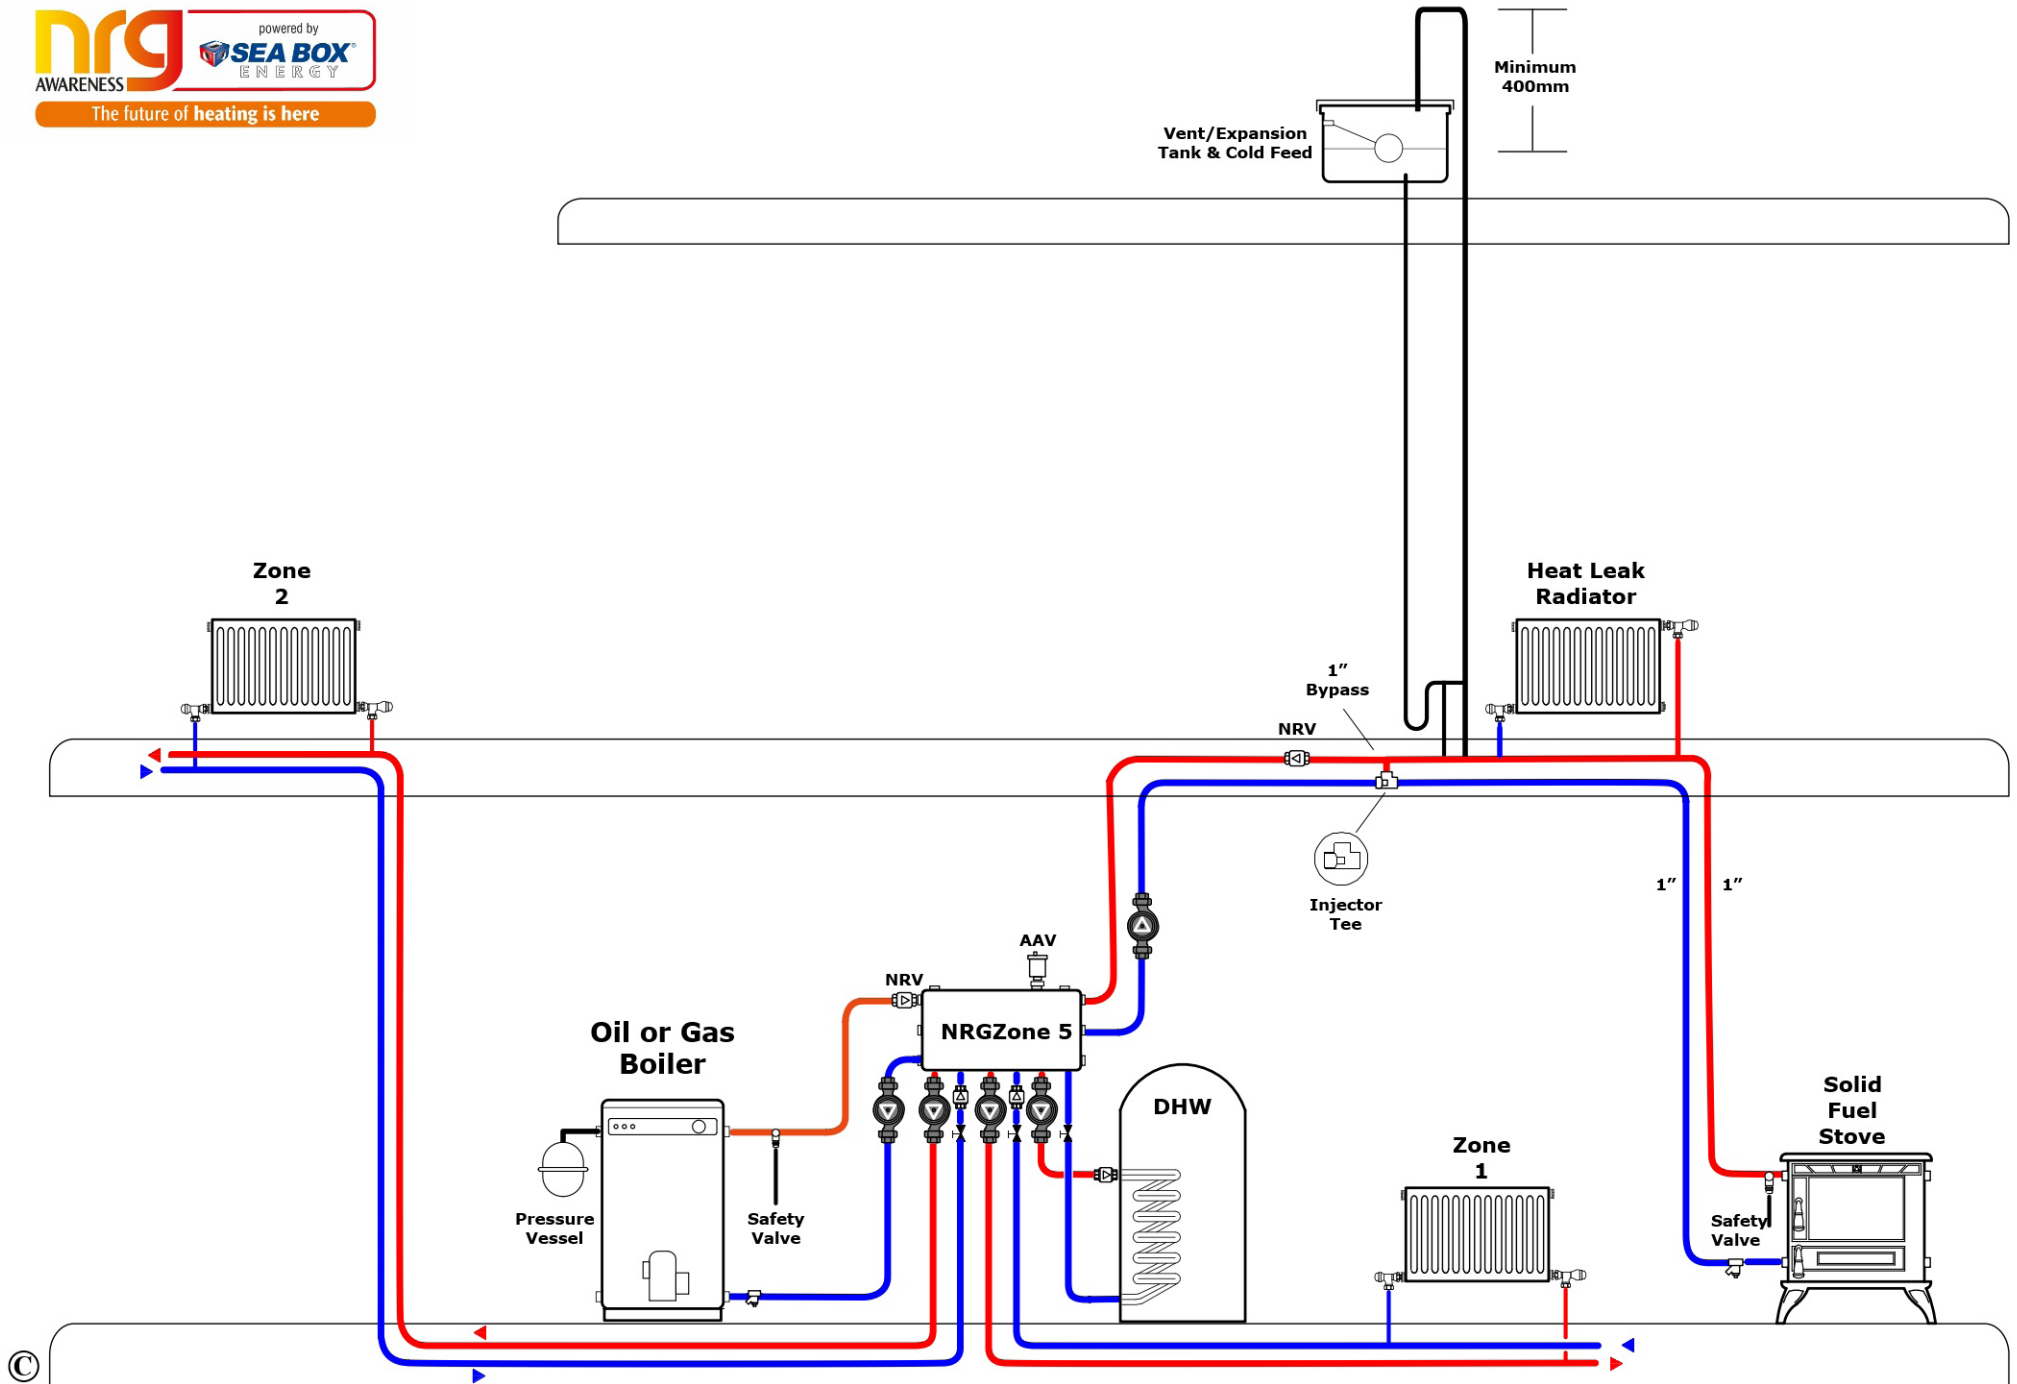 nrg
AWARENESS
powered by
SEA BOX®
ENERGY
The future of heating is here
Minimum
400mm
Vent/Expansion
Tank & Cold Feed
Zone
2
Heat Leak
Radiator
1”
Bypass
NRV
1”
1”
Injector
Tee
AAV
NRV
NRGZone 5
Oil or Gas
Boiler
DHW
Solid
Fuel
Stove
Zone
1
Pressure
Vessel
Safety
Valve
Safety
Valve
©